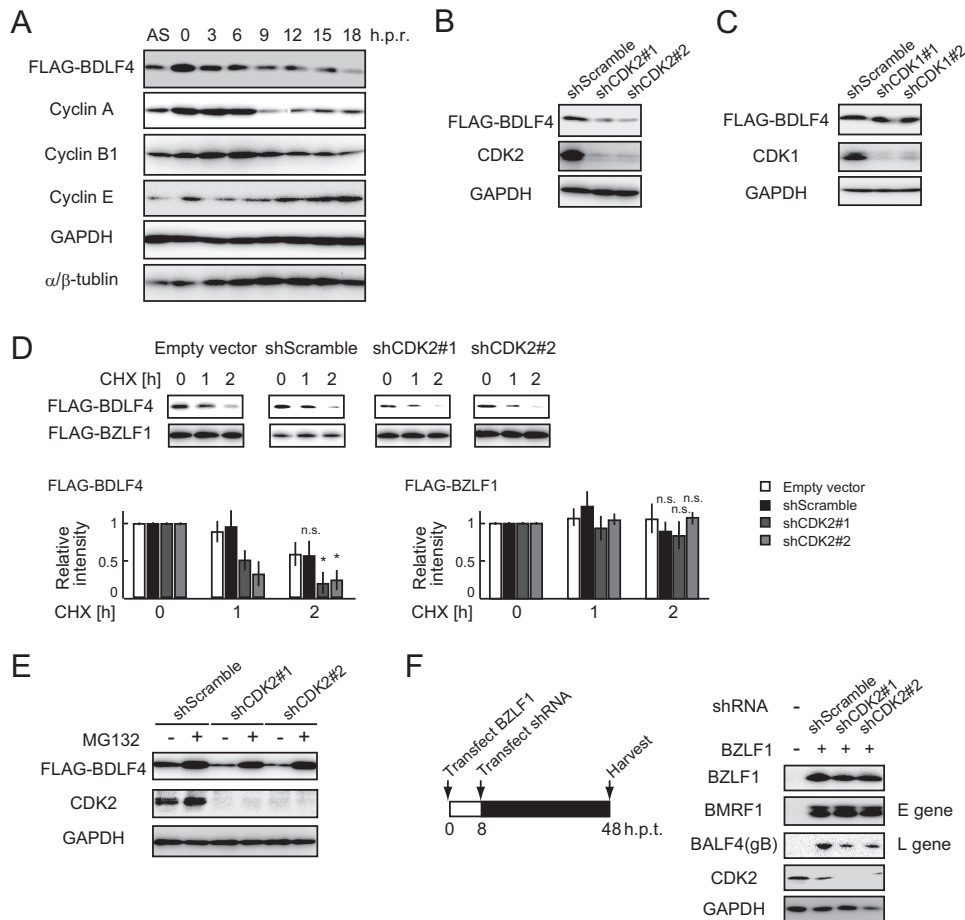 A
AS 0 3 6 9 12 15 18 h.p.r.
FLAG-BDLF4
Cyclin A
Cyclin B1
Cyclin E
GAPDH
α/β-tublin
B
shScramble shCDK2#1 shCDK2#2
FLAG-BDLF4
CDK2
GAPDH
C
shScramble shCDK1#1 shCDK1#2
FLAG-BDLF4
CDK1
GAPDH
D
Empty vector shScramble shCDK2#1 shCDK2#2
CHX [h] 0 1 2 0 1 2 0 1 2 0 1 2
FLAG-BDLF4
FLAG-BZLF1
FLAG-BDLF4
Relative intensity
1
0.5
0
n.s.
* *
CHX [h] 0 1 2
FLAG-BZLF1
Relative intensity
1
0.5
0
n.s. n.s.
n.s.
CHX [h] 0 1 2
Empty vector
shScramble
shCDK2#1
shCDK2#2
E
shScramble shCDK2#1 shCDK2#2
MG132 - + - + - +
FLAG-BDLF4
CDK2
GAPDH
F
Transfect BZLF1
Transfect shRNA
Harvest
0 8 48 h.p.t.
shRNA - shScramble shCDK2#1 shCDK2#2
BZLF1 - + + +
BZLF1
BMRF1 E gene
BALF4(gB) L gene
CDK2
GAPDH